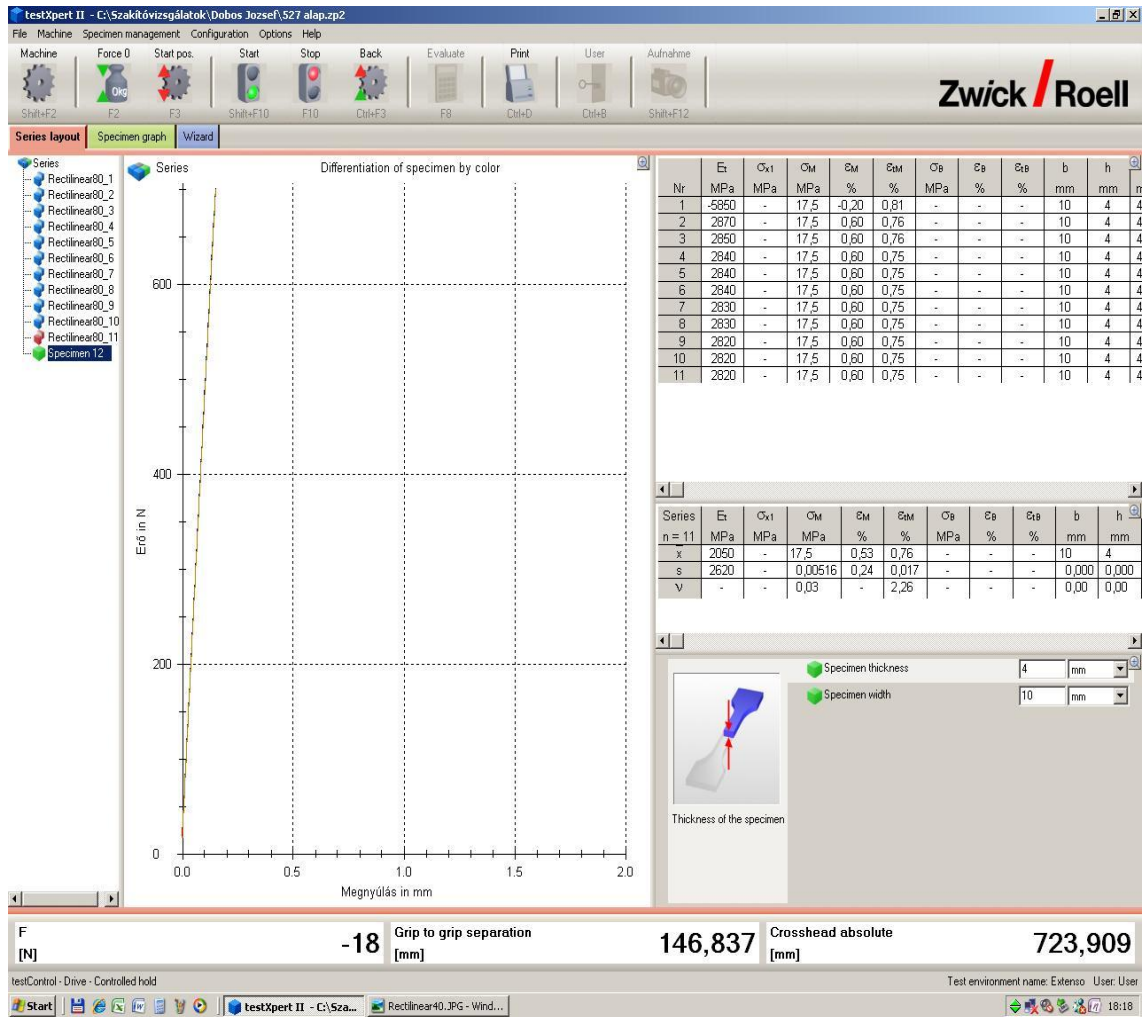 testXpert II - C:\Szakítóvizsgálatok\Dobos Jozsef\527 alap.zp2
File Machine Specimen management Configuration Options Help
Machine Force 0 Start pos. Start Stop Back Evaluate Print User Aufnahme
0kg
Shift+F2 F2 F3 Shift+F10 F10 Ctrl+F3 F8 Ctrl+D Ctrl+B Shift+F12
Zwick / Roell
Series layout Specimen graph Wizard
Series
Rectilinear80_1
Rectilinear80_2
Rectilinear80_3
Rectilinear80_4
Rectilinear80_5
Rectilinear80_6
Rectilinear80_7
Rectilinear80_8
Rectilinear80_9
Rectilinear80_10
Rectilinear80_11
Specimen 12
Series Differentiation of specimen by color
600
400
200
0
Erő in N
0.0 0.5 1.0 1.5 2.0
Megnyúlás in mm
Et σx1 σM εM εtM σB εB εtB b h
Nr MPa MPa MPa % % MPa % % mm mm m
1 -5850 - 17,5 -0,20 0,81 - - - 10 4 4
2 2870 - 17,5 0,60 0,76 - - - 10 4 4
3 2850 - 17,5 0,60 0,76 - - - 10 4 4
4 2840 - 17,5 0,60 0,75 - - - 10 4 4
5 2840 - 17,5 0,60 0,75 - - - 10 4 4
6 2840 - 17,5 0,60 0,75 - - - 10 4 4
7 2830 - 17,5 0,60 0,75 - - - 10 4 4
8 2830 - 17,5 0,60 0,75 - - - 10 4 4
9 2820 - 17,5 0,60 0,75 - - - 10 4 4
10 2820 - 17,5 0,60 0,75 - - - 10 4 4
11 2820 - 17,5 0,60 0,75 - - - 10 4 4
Series Et σx1 σM εM εtM σB εB εtB b h
n = 11 MPa MPa MPa % % MPa % % mm mm
x̄ 2050 - 17,5 0,53 0,76 - - - 10 4
s 2620 - 0,00516 0,24 0,017 - - - 0,000 0,000
ν - - 0,03 - 2,26 - - - 0,00 0,00
Specimen thickness 4 mm
Specimen width 10 mm
Thickness of the specimen
F
[N]
-18
Grip to grip separation
[mm]
146,837
Crosshead absolute
[mm]
723,909
testControl - Drive - Controlled hold Test environment name: Extenso User: User
Start testXpert II - C:\Sza... Rectilinear40.JPG - Wind... 18:18